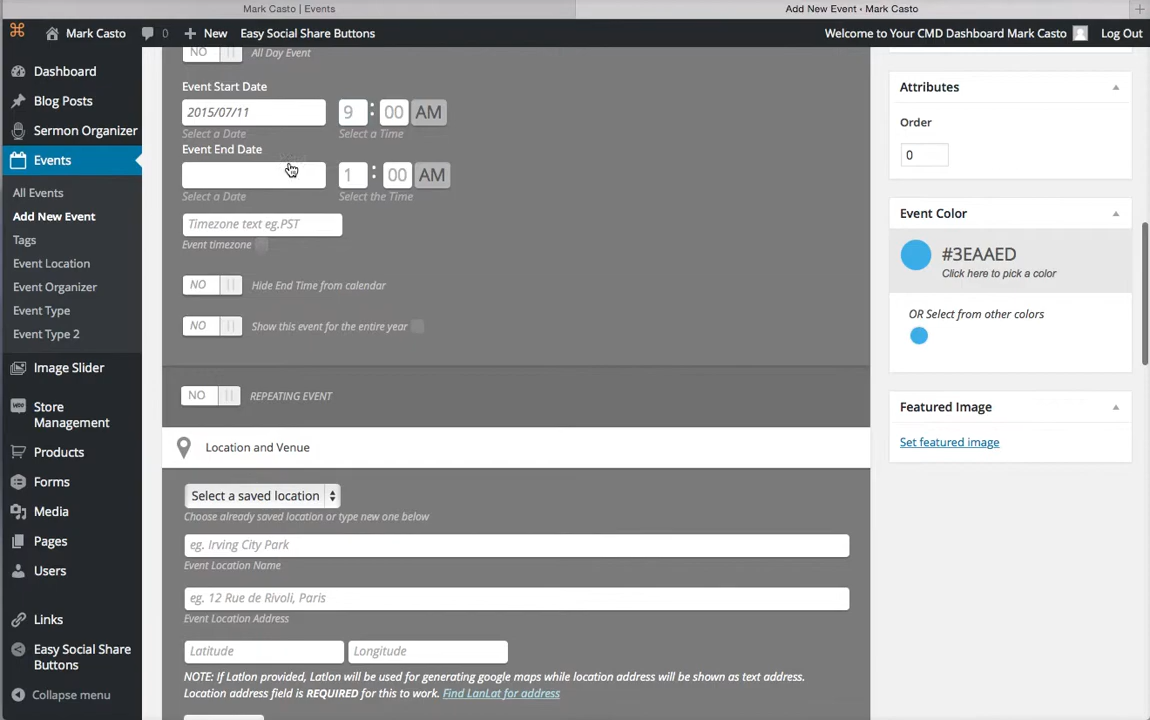 Mark Casto | Events
Add New Event ‹ Mark Casto
Mark Casto
0
New
Easy Social Share Buttons
Welcome to Your CMD Dashboard Mark Casto
Log Out
Dashboard
Blog Posts
Sermon Organizer
Events
All Events
Add New Event
Tags
Event Location
Event Organizer
Event Type
Event Type 2
Image Slider
Store
Management
Products
Forms
Media
Pages
Users
Links
Easy Social Share
Buttons
Collapse menu
NO
All Day Event
Event Start Date
2015/07/11
9 : 00 AM
Select a Date
Select a Time
Event End Date
1 : 00 AM
Select a Date
Select the Time
Timezone text eg.PST
Event timezone
NO
Hide End Time from calendar
NO
Show this event for the entire year
NO
REPEATING EVENT
Location and Venue
Select a saved location
Choose already saved location or type new one below
eg. Irving City Park
Event Location Name
eg. 12 Rue de Rivoli, Paris
Event Location Address
Latitude
Longitude
NOTE: If Latlon provided, Latlon will be used for generating google maps while location address will be shown as text address.
Location address field is REQUIRED for this to work. Find LanLat for address
Attributes
Order
0
Event Color
#3EAAED
Click here to pick a color
OR Select from other colors
Featured Image
Set featured image